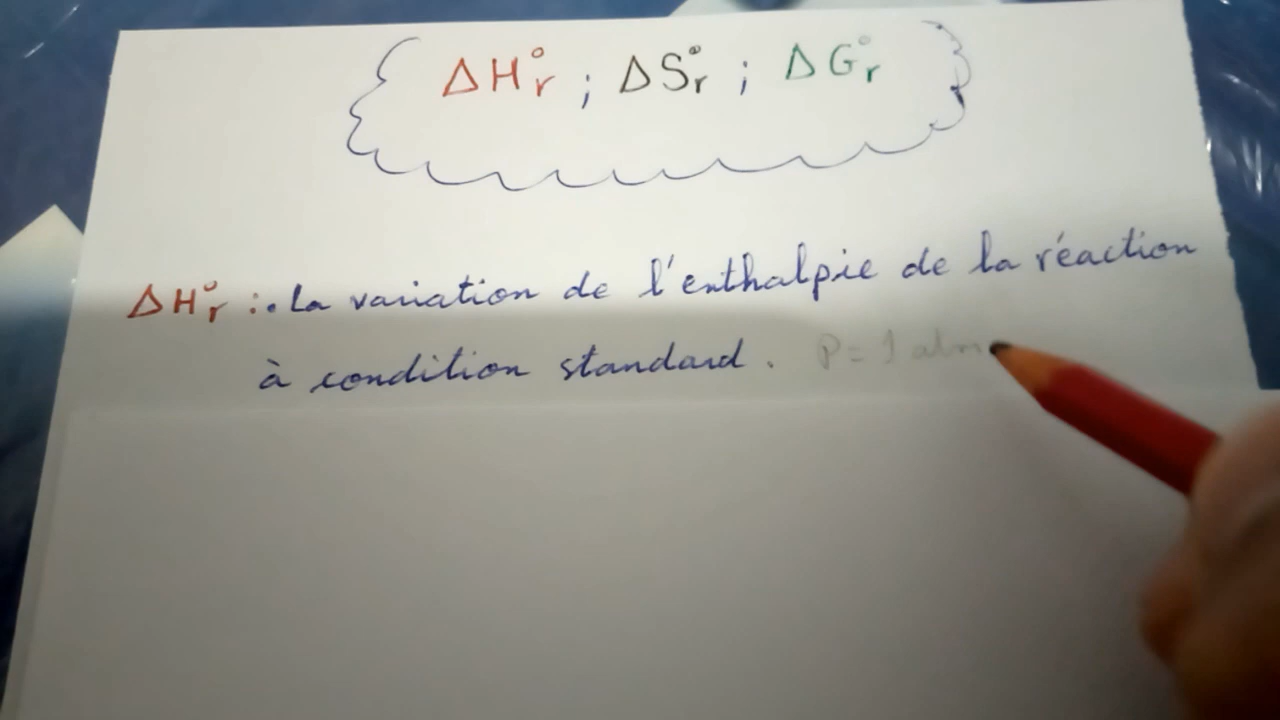 ΔH°r ; ΔS°r ; ΔG°r
ΔH°r : . La variation de l'enthalpie de la réaction
à condition standard. P = 1 atm